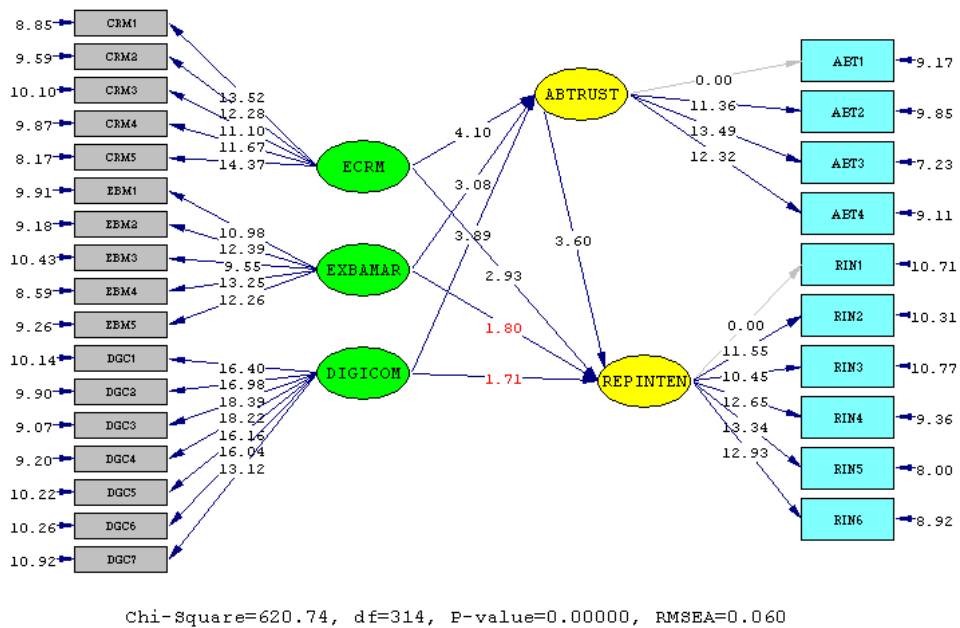 8.85 CRM1
9.59 CRM2
10.10 CRM3
9.87 CRM4
8.17 CRM5
9.91 EBM1
9.18 EBM2
10.43 EBM3
8.59 EBM4
9.26 EBM5
10.14 DGC1
9.90 DGC2
9.07 DGC3
9.20 DGC4
10.22 DGC5
10.26 DGC6
10.92 DGC7
13.52
12.28
11.10
11.67
14.37
10.98
12.39
9.55
13.25
12.26
16.40
16.98
18.39
18.22
16.16
16.04
13.12
ECRM
EXBAMAR
DIGICOM
4.10
3.08
3.89
2.93
1.80
1.71
3.60
ABTRUST
REPINTEN
0.00
11.36
13.49
12.32
0.00
11.55
10.45
12.65
13.34
12.93
ABT1 9.17
ABT2 9.85
ABT3 7.23
ABT4 9.11
RIN1 10.71
RIN2 10.31
RIN3 10.77
RIN4 9.36
RIN5 8.00
RIN6 8.92
Chi-Square=620.74, df=314, P-value=0.00000, RMSEA=0.060